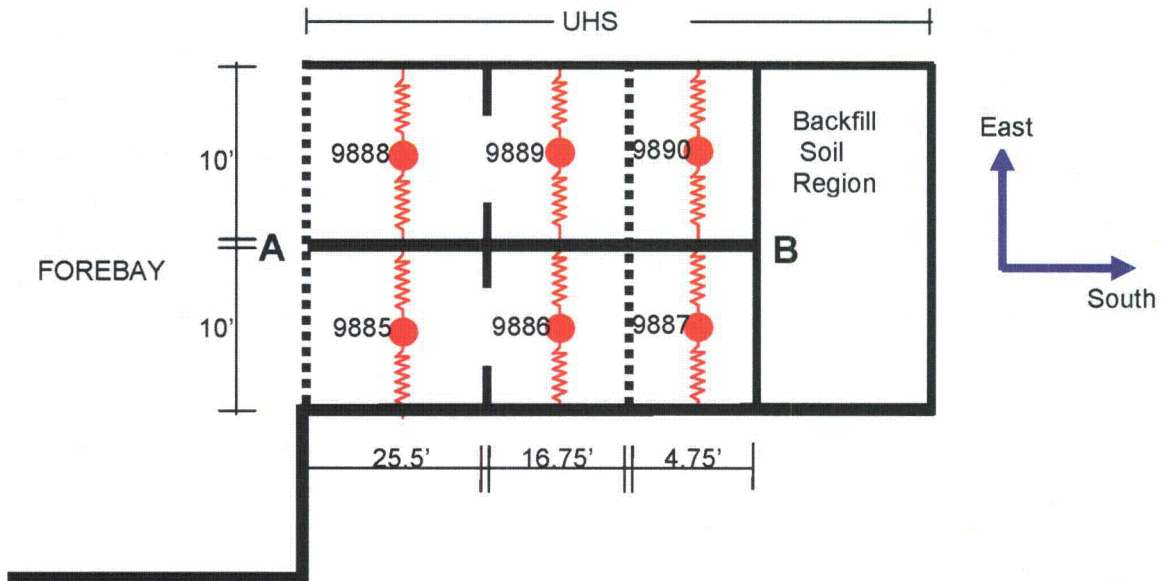 UHS
10'
9888
9889
9890
Backfill
Soil
Region
East
South
A
B
FOREBAY
10'
9885
9886
9887
25.5'
16.75'
4.75'